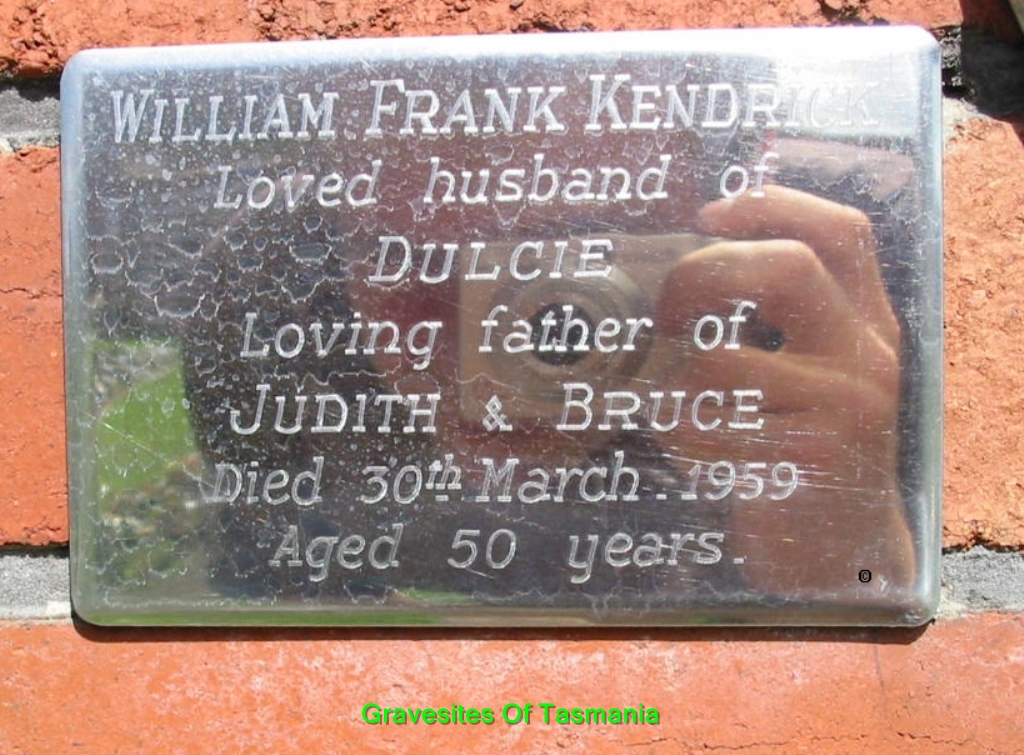 WILLIAM FRANK KENDRICK
Loved husband of
DULCIE
Loving father of
JUDITH & BRUCE
Died 30th March. 1959
Aged 50 years.
©
Gravesites Of Tasmania